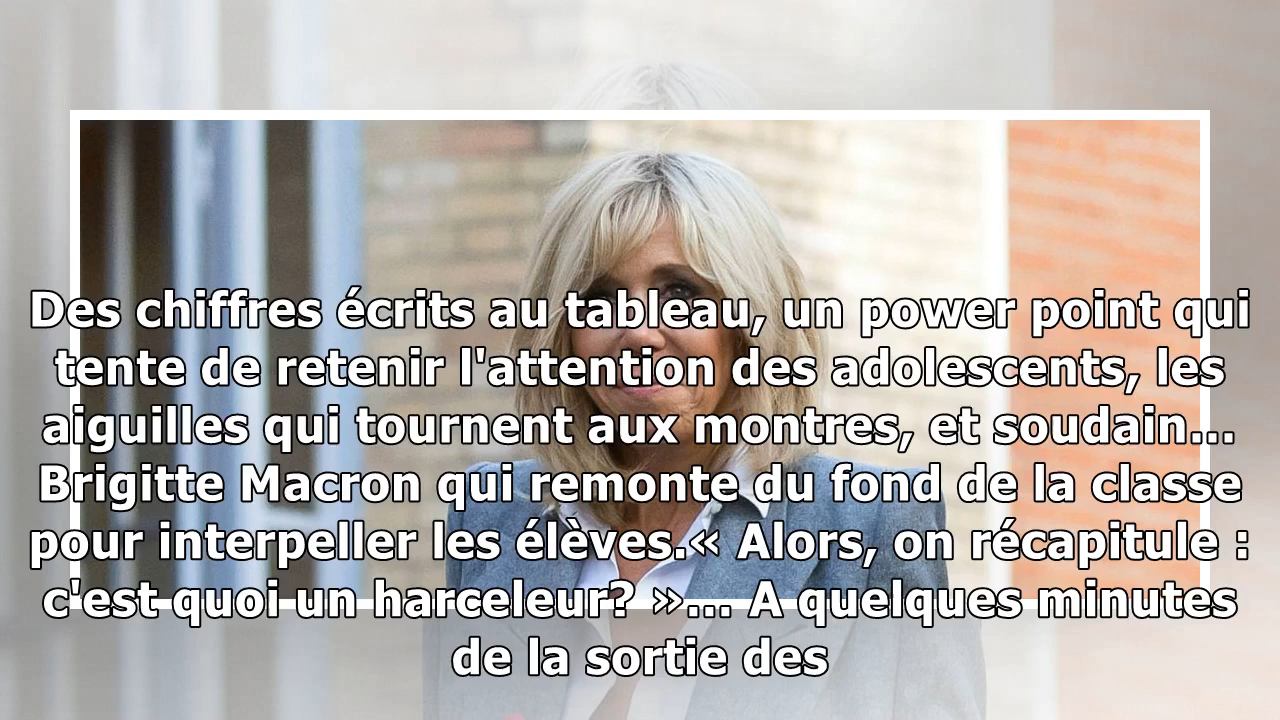 Des chiffres écrits au tableau, un power point qui
tente de retenir l'attention des adolescents, les
aiguilles qui tournent aux montres, et soudain...
Brigitte Macron qui remonte du fond de la classe
pour interpeller les élèves.« Alors, on récapitule :
c'est quoi un harceleur? »... A quelques minutes
de la sortie des